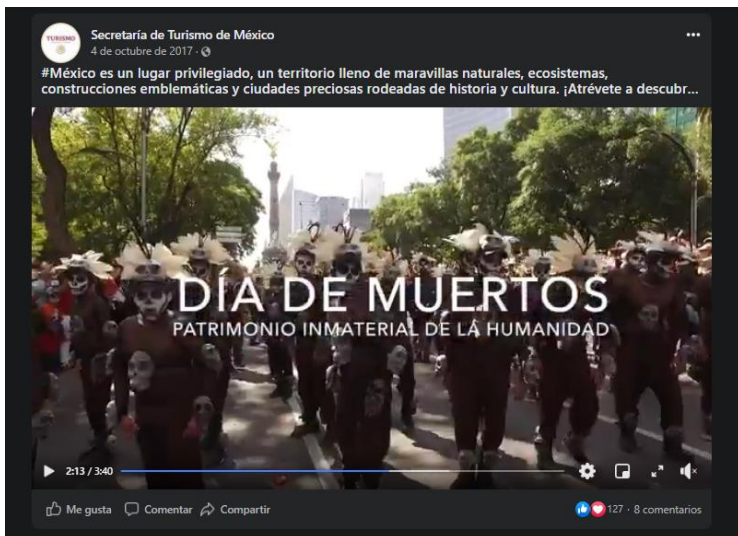 TURISMO
Secretaría de Turismo de México
4 de octubre de 2017 ·
#México es un lugar privilegiado, un territorio lleno de maravillas naturales, ecosistemas,
construcciones emblemáticas y ciudades preciosas rodeadas de historia y cultura. ¡Atrévete a descubr...
DÍA DE MUERTOS
PATRIMONIO INMATERIAL DE LA HUMANIDAD
2:13 / 3:40
Me gusta Comentar Compartir 127 · 8 comentarios